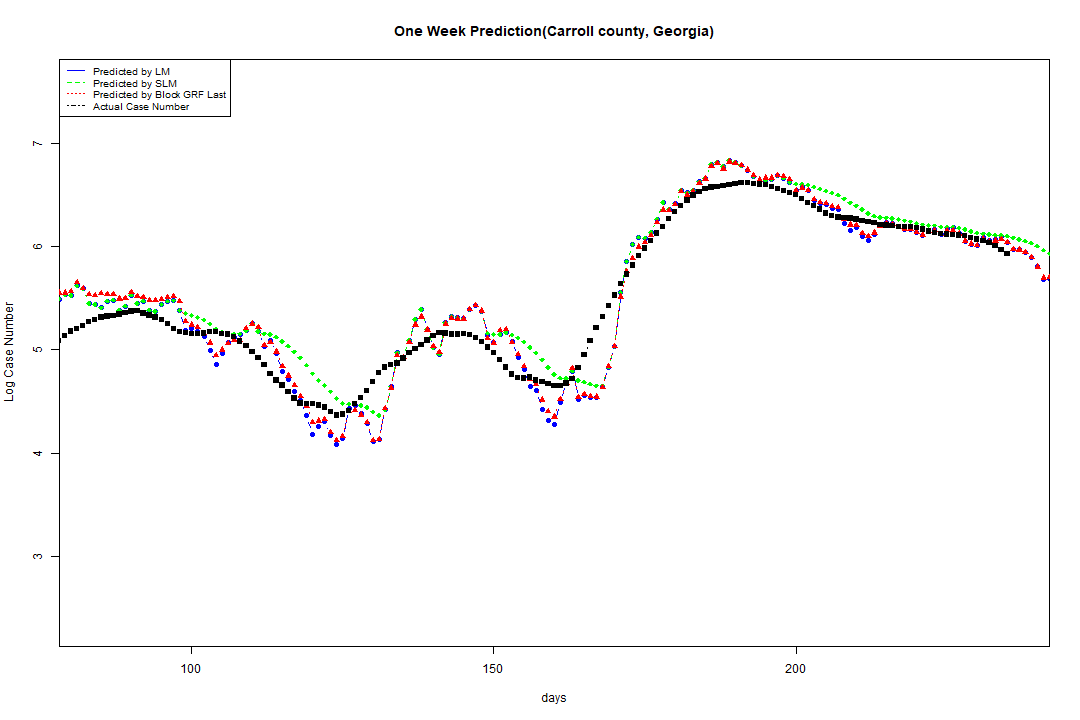 One Week Prediction(Carroll county, Georgia)
Predicted by LM
Predicted by SLM
Predicted by Block GRF Last
Actual Case Number
Log Case Number
7
6
5
4
3
100
150
200
days